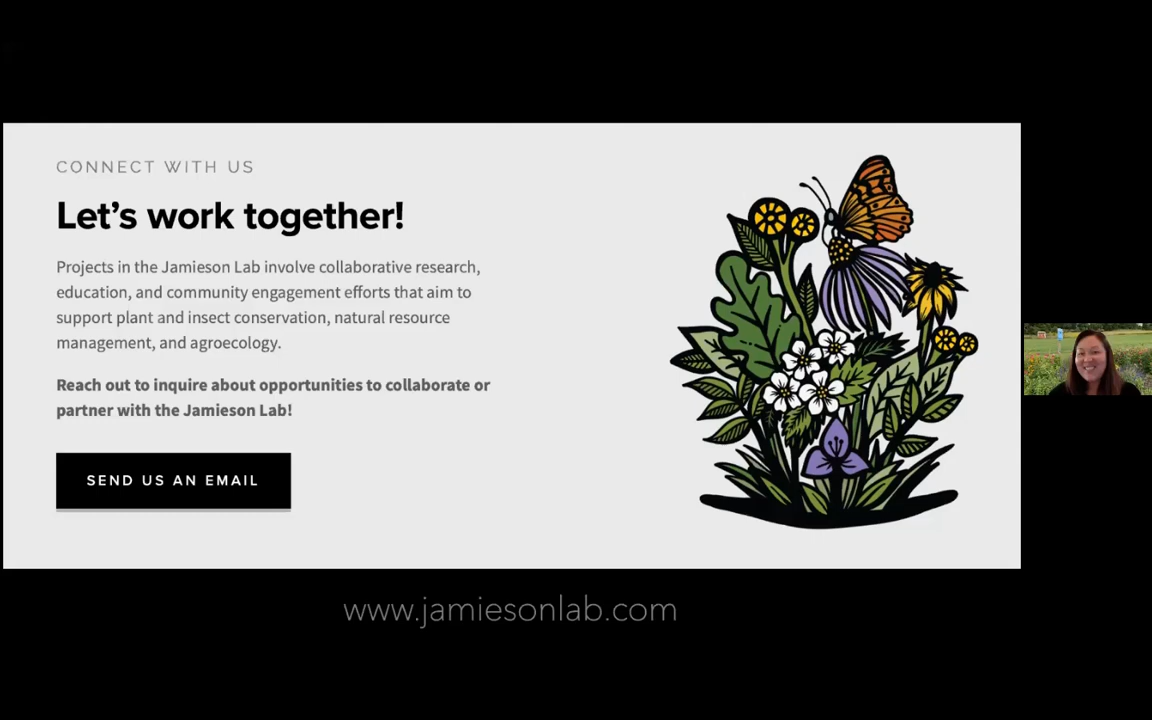 CONNECT WITH US
Let's work together!
Projects in the Jamieson Lab involve collaborative research,
education, and community engagement efforts that aim to
support plant and insect conservation, natural resource
management, and agroecology.
Reach out to inquire about opportunities to collaborate or
partner with the Jamieson Lab!
SEND US AN EMAIL
www.jamiesonlab.com